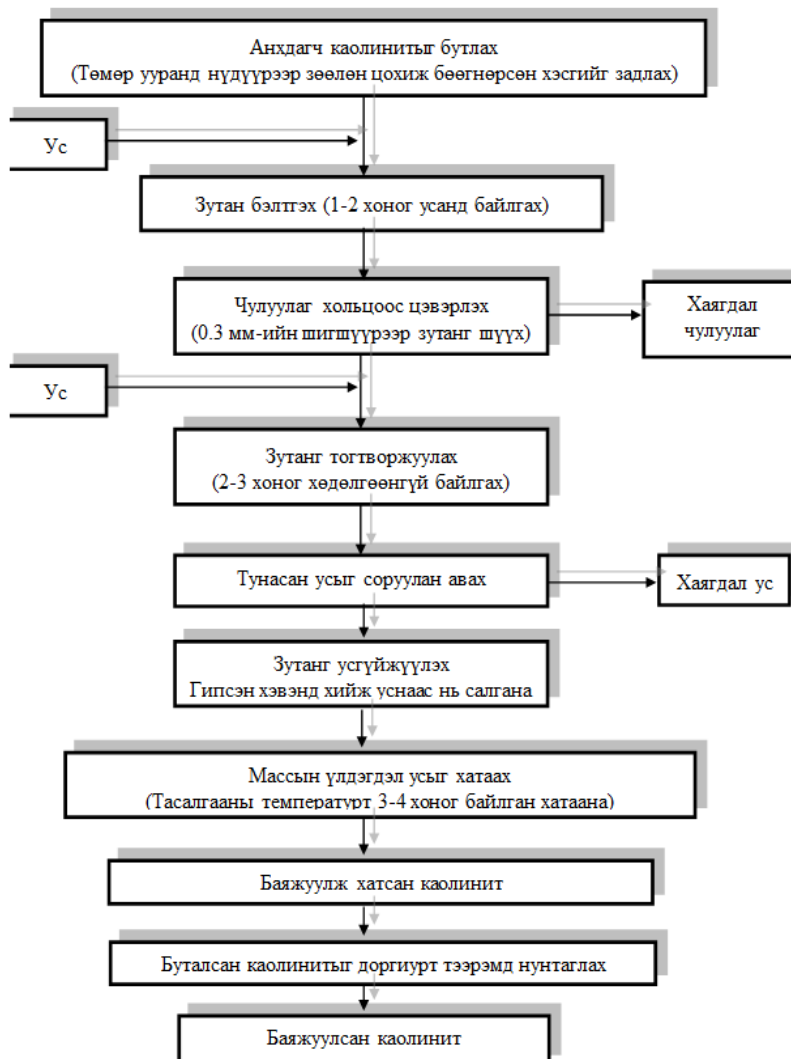 Анхдагч каолинитыг бутлах
(Төмөр ууранд нүдүүрээр зөөлөн цохиж бөөгнөрсөн хэсгийг задлах)
Ус
Зутан бэлтгэх (1-2 хоног усанд байлгах)
Чулуулаг хольцоос цэвэрлэх
(0.3 мм-ийн шигшүүрээр зутанг шүүх)
Хаягдал
чулуулаг
Ус
Зутанг тогтворжуулах
(2-3 хоног хөдөлгөөнгүй байлгах)
Тунасан усыг соруулан авах
Хаягдал ус
Зутанг усгүйжүүлэх
Гипсэн хэвэнд хийж уснаас нь салгана
Массын үлдэгдэл усыг хатаах
(Тасалгааны температурт 3-4 хоног байлган хатаана)
Баяжуулж хатсан каолинит
Буталсан каолинитыг доргиурт тээрэмд нунтаглах
Баяжуулсан каолинит